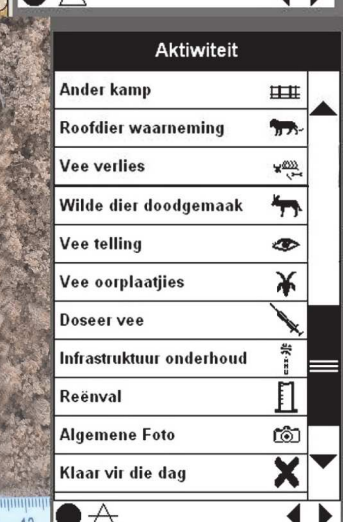 Aktiwiteit
Ander kamp
Roofdier waarneming
Vee verlies
Wilde dier doodgemaak
Vee telling
Vee oorplaatjies
Doseer vee
Infrastruktuur onderhoud
Reënval
Algemene Foto
Klaar vir die dag